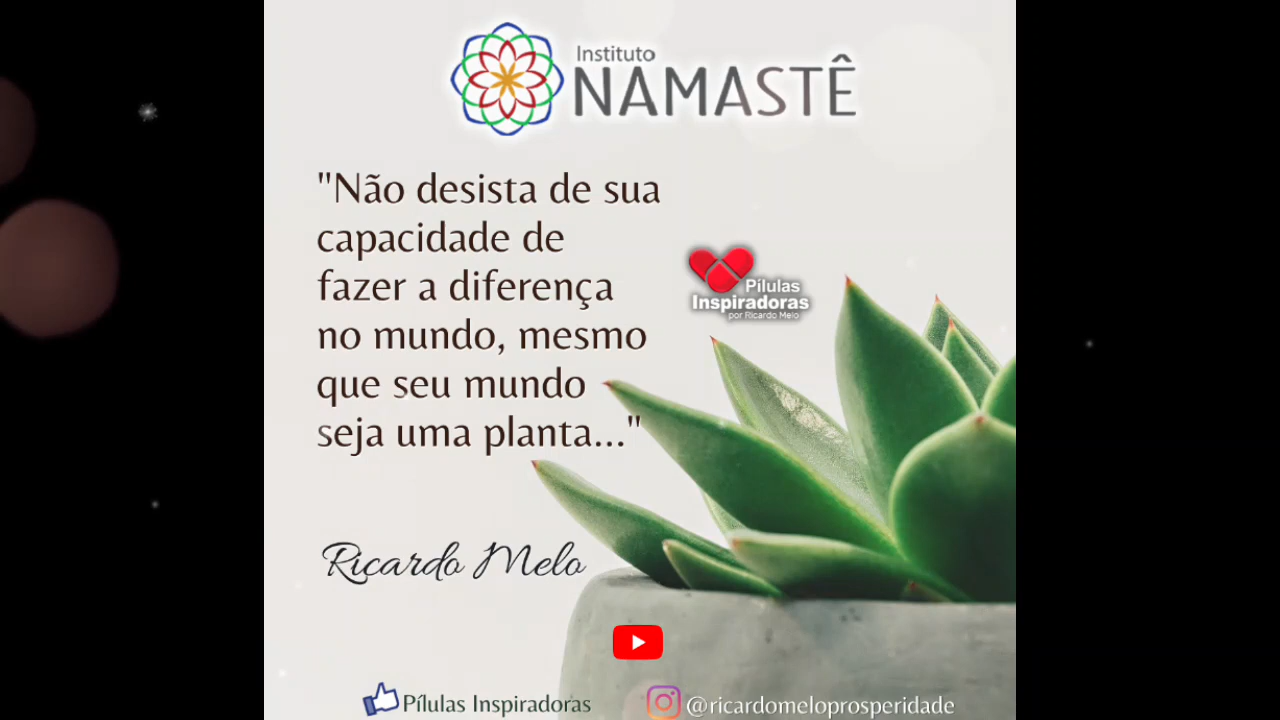 Instituto
NAMASTÊ
"Não desista de sua
capacidade de
fazer a diferença
no mundo, mesmo
que seu mundo
seja uma planta..."
Pílulas
Inspiradoras
por Ricardo Melo
Ricardo Melo
Pílulas Inspiradoras
@ricardomeloprosperidade